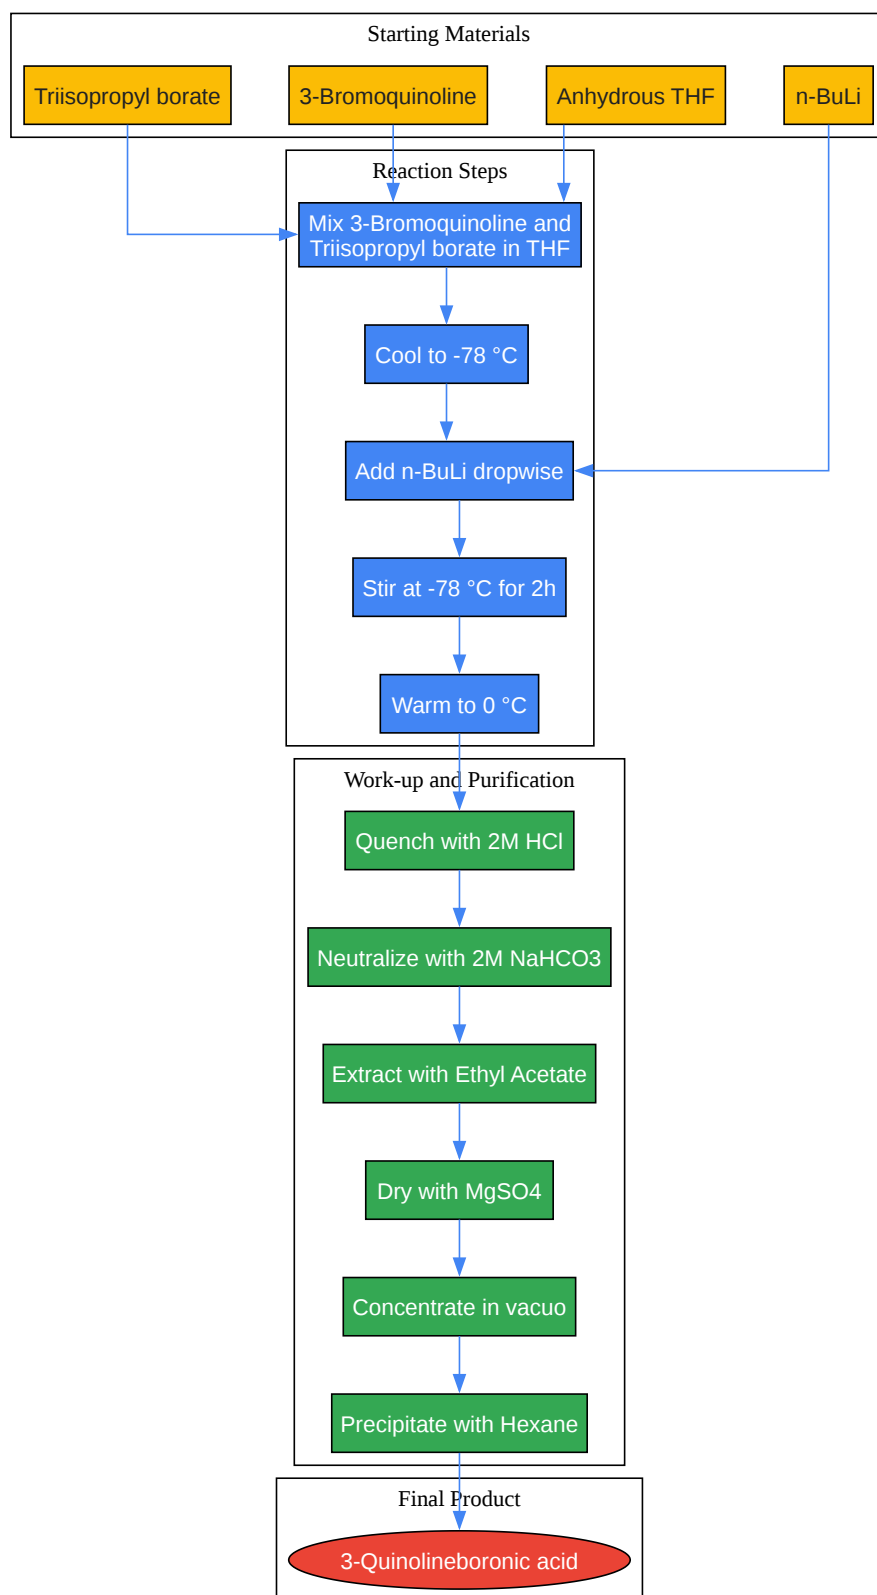 Starting Materials
Triisopropyl borate
3-Bromoquinoline
Anhydrous THF
n-BuLi
Reaction Steps
Mix 3-Bromoquinoline and
Triisopropyl borate in THF
Cool to -78 °C
Add n-BuLi dropwise
Stir at -78 °C for 2h
Warm to 0 °C
Work-up and Purification
Quench with 2M HCl
Neutralize with 2M NaHCO3
Extract with Ethyl Acetate
Dry with MgSO4
Concentrate in vacuo
Precipitate with Hexane
Final Product
3-Quinolineboronic acid